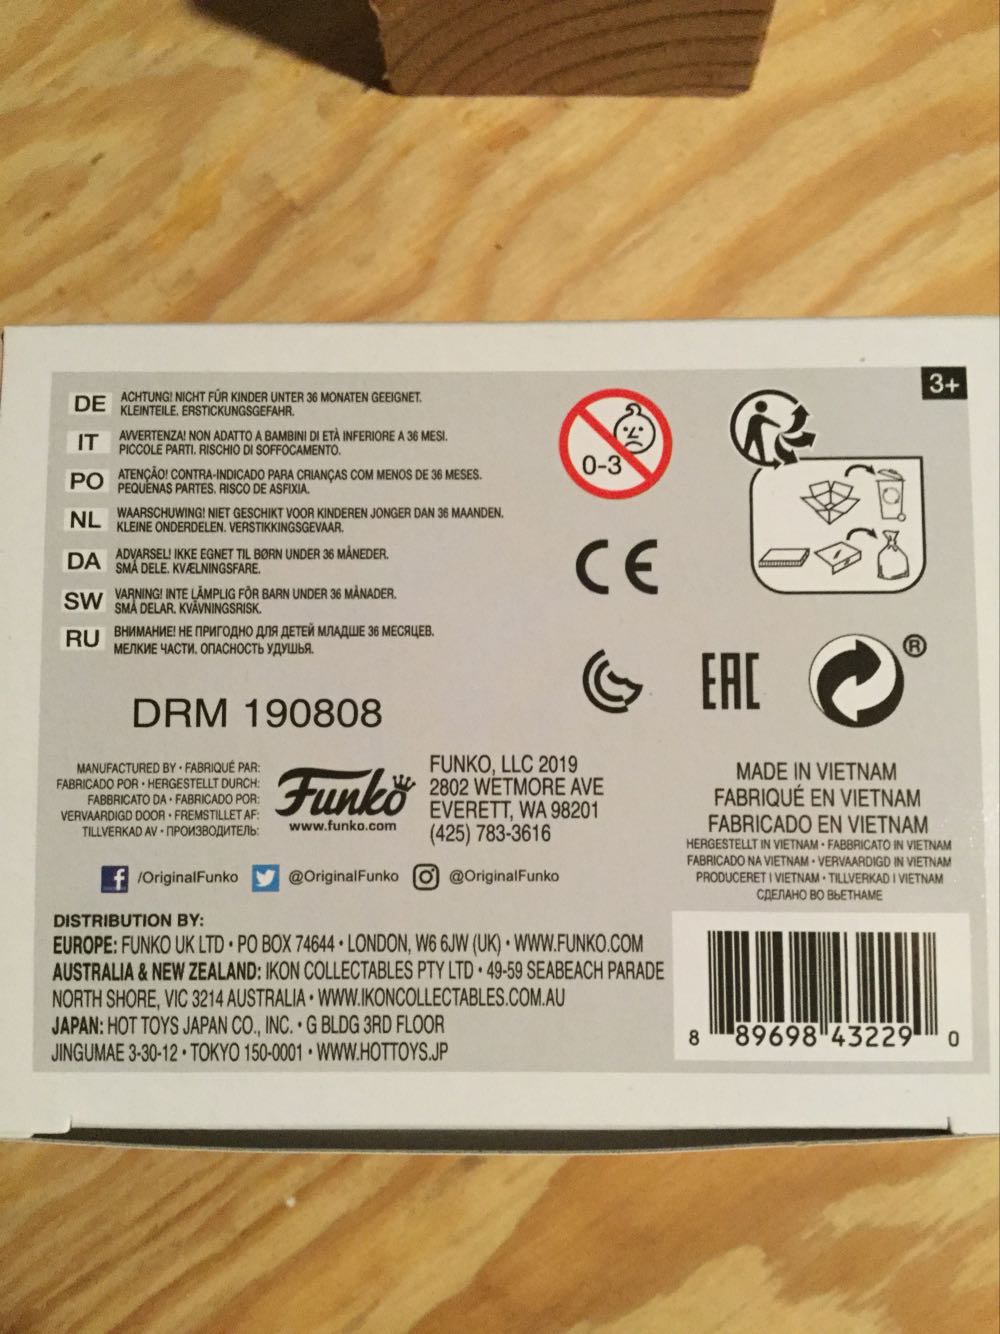 3+
DE ACHTUNG! NICHT FÜR KINDER UNTER 36 MONATEN GEEIGNET.
KLEINTEILE. ERSTICKUNGSGEFAHR.
IT AVVERTENZA! NON ADATTO A BAMBINI DI ETÀ INFERIORE A 36 MESI.
PICCOLE PARTI. RISCHIO DI SOFFOCAMENTO.
PO ATENÇÃO! CONTRA-INDICADO PARA CRIANÇAS COM MENOS DE 36 MESES.
PEQUENAS PARTES. RISCO DE ASFIXIA.
NL WAARSCHUWING! NIET GESCHIKT VOOR KINDEREN JONGER DAN 36 MAANDEN.
KLEINE ONDERDELEN. VERSTIKKINGSGEVAAR.
DA ADVARSEL! IKKE EGNET TIL BØRN UNDER 36 MÅNEDER.
SMÅ DELE. KVÆLNINGSFARE.
SW VARNING! INTE LÄMPLIG FÖR BARN UNDER 36 MÅNADER.
SMÅ DELAR. KVÄVNINGSRISK.
RU ВНИМАНИЕ! НЕ ПРИГОДНО ДЛЯ ДЕТЕЙ МЛАДШЕ 36 МЕСЯЦЕВ.
МЕЛКИЕ ЧАСТИ. ОПАСНОСТЬ УДУШЬЯ.
0-3
CE
EAC
®
DRM 190808
MANUFACTURED BY • FABRIQUÉ PAR:
FABRICADO POR • HERGESTELLT DURCH:
FABBRICATO DA • FABRICADO POR:
VERVAARDIGD DOOR • FREMSTILLET AF:
TILLVERKAD AV • ПРОИЗВОДИТЕЛЬ:
Funko
www.funko.com
FUNKO, LLC 2019
2802 WETMORE AVE
EVERETT, WA 98201
(425) 783-3616
MADE IN VIETNAM
FABRIQUÉ EN VIETNAM
FABRICADO EN VIETNAM
HERGESTELLT IN VIETNAM • FABBRICATO IN VIETNAM
FABRICADO NA VIETNAM • VERVAARDIGD IN VIETNAM
PRODUCERET I VIETNAM • TILLVERKAD I VIETNAM
СДЕЛАНО ВО ВЬЕТНАМЕ
f /OriginalFunko @OriginalFunko @OriginalFunko
DISTRIBUTION BY:
EUROPE: FUNKO UK LTD • PO BOX 74644 • LONDON, W6 6JW (UK) • WWW.FUNKO.COM
AUSTRALIA & NEW ZEALAND: IKON COLLECTABLES PTY LTD • 49-59 SEABEACH PARADE
NORTH SHORE, VIC 3214 AUSTRALIA • WWW.IKONCOLLECTABLES.COM.AU
JAPAN: HOT TOYS JAPAN CO., INC. • G BLDG 3RD FLOOR
JINGUMAE 3-30-12 • TOKYO 150-0001 • WWW.HOTTOYS.JP
8 89698 43229 0